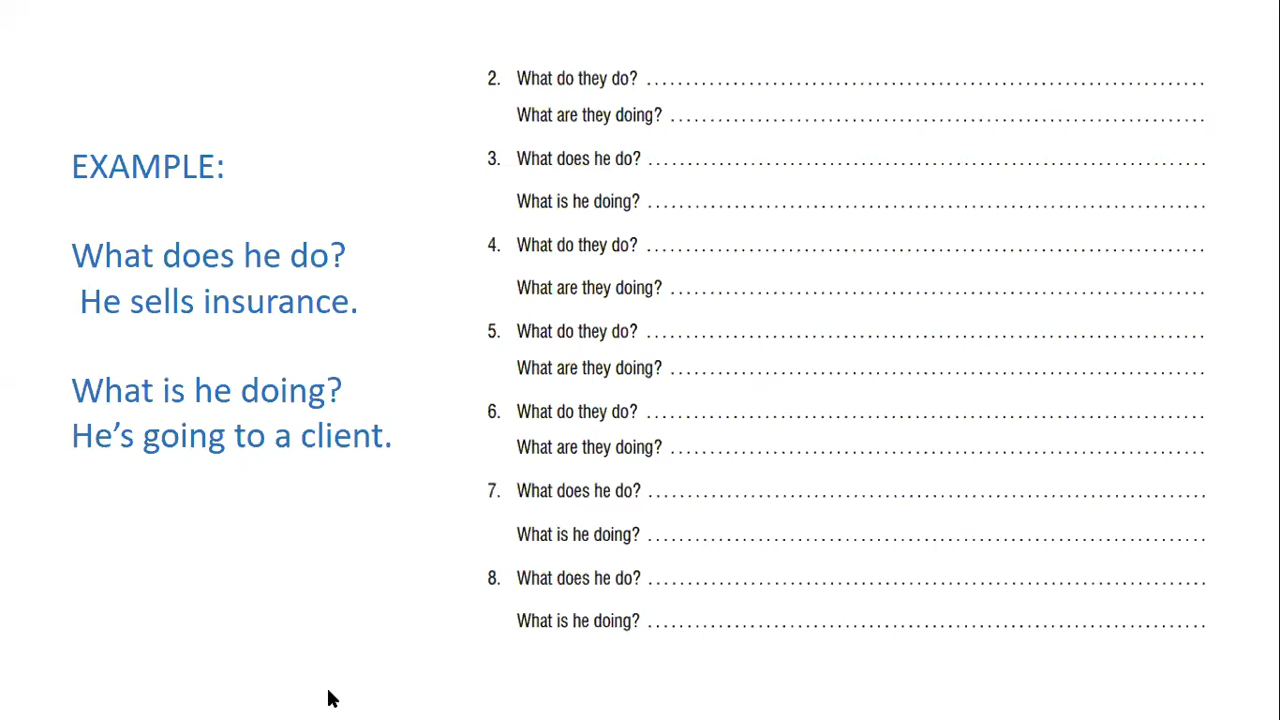 EXAMPLE:
What does he do?
He sells insurance.
What is he doing?
He's going to a client.
2. What do they do? ........................................................................
What are they doing? .....................................................................
3. What does he do? .......................................................................
What is he doing? ........................................................................
4. What do they do? ........................................................................
What are they doing? .....................................................................
5. What do they do? ........................................................................
What are they doing? .....................................................................
6. What do they do? ........................................................................
What are they doing? .....................................................................
7. What does he do? ........................................................................
What is he doing? ........................................................................
8. What does he do? ........................................................................
What is he doing? ........................................................................